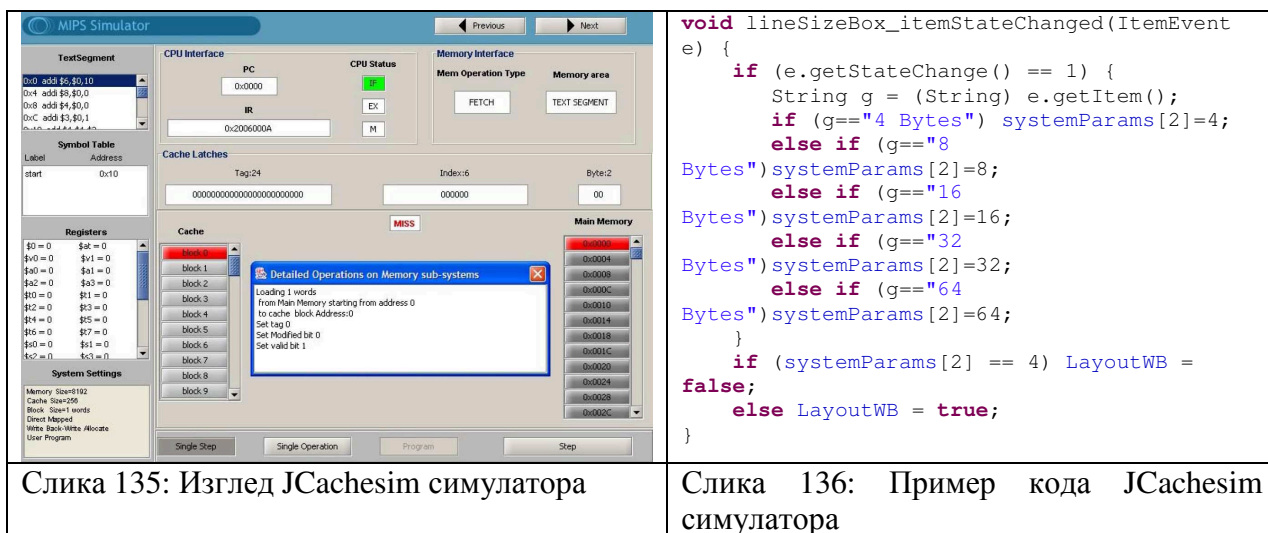 MIPS Simulator
Previous
Next
TextSegment
0x0 addi $6,$0,10
0x4 addi $8,$0,0
0x8 addi $4,$0,0
0xC addi $3,$0,1
Symbol Table
Label Address
start 0x10
Registers
$0 = 0 $at = 0
$v0 = 0 $v1 = 0
$a0 = 0 $a1 = 0
$a2 = 0 $a3 = 0
$t0 = 0 $t1 = 0
$t2 = 0 $t3 = 0
$t4 = 0 $t5 = 0
$t6 = 0 $t7 = 0
$s0 = 0 $s1 = 0
$s2 = 0 $s3 = 0
System Settings
Memory Size=8192
Cache Size=256
Block Size=1 words
Direct Mapped
Write Back-Write Allocate
User Program
CPU Interface
PC
0x0000
IR
0x2006000A
CPU Status
IF
EX
M
Memory Interface
Mem Operation Type
FETCH
Memory area
TEXT SEGMENT
Cache Latches
Tag:24
000000000000000000000000
Index:6
000000
Byte:2
00
MISS
Cache
block 0
block 1
block 2
block 3
block 4
block 5
block 6
block 7
block 8
block 9
Detailed Operations on Memory sub-systems
Loading 1 words
from Main Memory starting from address 0
to cache block Address:0
Set tag 0
Set Modified bit 0
Set valid bit 1
Main Memory
0x0000
0x0004
0x0008
0x000C
0x0010
0x0014
0x0018
0x001C
0x0020
0x0024
0x0028
0x002C
Single Step
Single Operation
Program
Step
Слика 135: Изглед JCachesim симулатора
void lineSizeBox_itemStateChanged(ItemEvent
e) {
if (e.getStateChange() == 1) {
String g = (String) e.getItem();
if (g=="4 Bytes") systemParams[2]=4;
else if (g=="8
Bytes")systemParams[2]=8;
else if (g=="16
Bytes")systemParams[2]=16;
else if (g=="32
Bytes")systemParams[2]=32;
else if (g=="64
Bytes")systemParams[2]=64;
}
if (systemParams[2] == 4) LayoutWB =
false;
else LayoutWB = true;
}
Слика 136: Пример кода JCachesim
симулатора